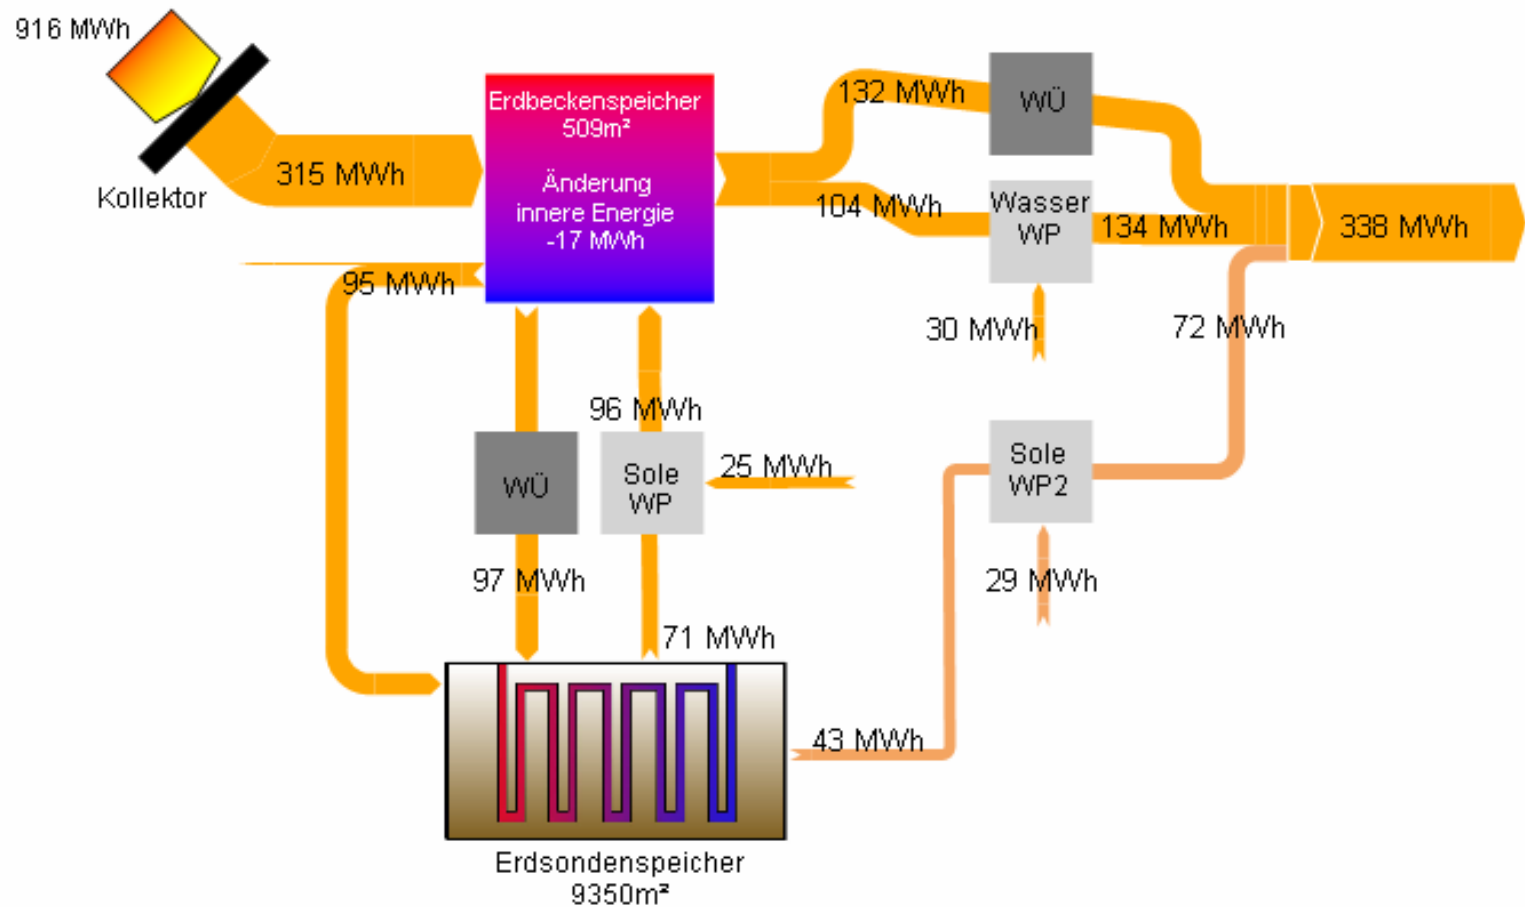 916 MWh
Kollektor
315 MWh
Erdbeckenspeicher
509m²
Änderung
innere Energie
-17 MWh
132 MWh
WÜ
104 MWh
Wasser
WP
134 MWh
338 MWh
95 MWh
30 MWh
72 MWh
96 MWh
WÜ
Sole
WP
25 MWh
Sole
WP2
97 MWh
29 MWh
71 MWh
43 MWh
Erdsondenspeicher
9350m²